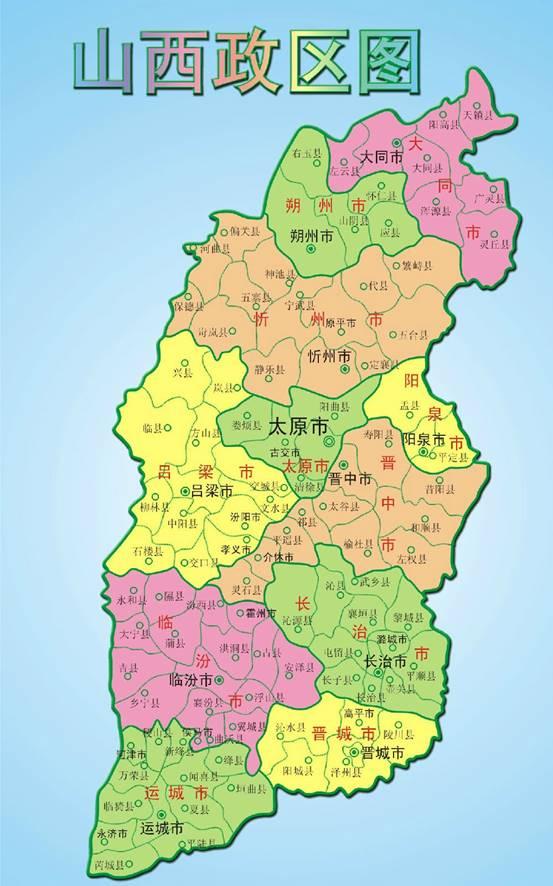 山西政区图
天镇县
阳高县
大同市
大同市
大同县
左云县
右玉县
广灵县
浑源县
灵丘县
怀仁县
朔州市
山阴县
应县
朔州市
偏关县
河曲县
繁峙县
神池县
代县
五寨县
宁武县
保德县
忻州市
原平市
岢岚县
五台县
忻州市
静乐县
定襄县
兴县
岚县
阳泉市
盂县
阳泉市
平定县
阳曲县
娄烦县
太原市
古交市
太原市
清徐县
临县
方山县
吕梁市
吕梁市
交城县
文水县
柳林县
中阳县
汾阳市
孝义市
石楼县
交口县
寿阳县
晋中市
晋中市
昔阳县
太谷县
祁县
和顺县
平遥县
榆社县
左权县
介休市
灵石县
永和县
隰县
汾西县
霍州市
大宁县
蒲县
临汾市
洪洞县
古县
吉县
安泽县
临汾市
乡宁县
襄汾县
浮山县
翼城县
侯马市
曲沃县
沁县
武乡县
长治市
沁源县
襄垣县
黎城县
潞城市
屯留县
长治市
平顺县
长子县
壶关县
长治县
高平市
沁水县
晋城市
陵川县
晋城市
阳城县
泽州县
稷山县
河津市
新绛县
绛县
万荣县
闻喜县
垣曲县
运城市
临猗县
夏县
运城市
永济市
平陆县
芮城县